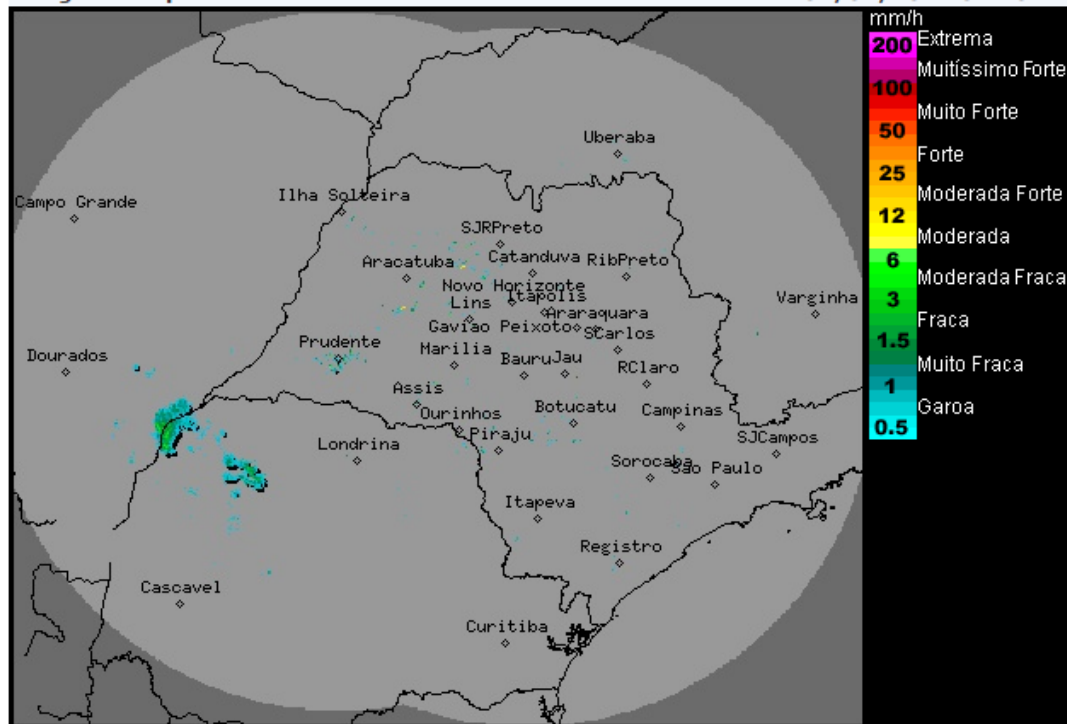 mm/h
200 Extrema
Muitíssimo Forte
100
Muito Forte
50
Forte
25
Moderada Forte
12
Moderada
6
Moderada Fraca
3
Fraca
1.5
Muito Fraca
1
Garoa
0.5
Uberaba
Campo Grande
Ilha Solteira
SJRPreto
Aracatuba
Catanduva
RibPreto
Novo Horizonte
Lins
Itapolis
Araraquara
Varginha
Gaviao Peixoto
SCarlos
Prudente
Dourados
Marilia
Bauru
Jau
RClaro
Assis
Ourinhos
Botucatu
Campinas
Piraju
Londrina
SJCampos
Sorocaba
Sao Paulo
Itapeva
Registro
Cascavel
Curitiba